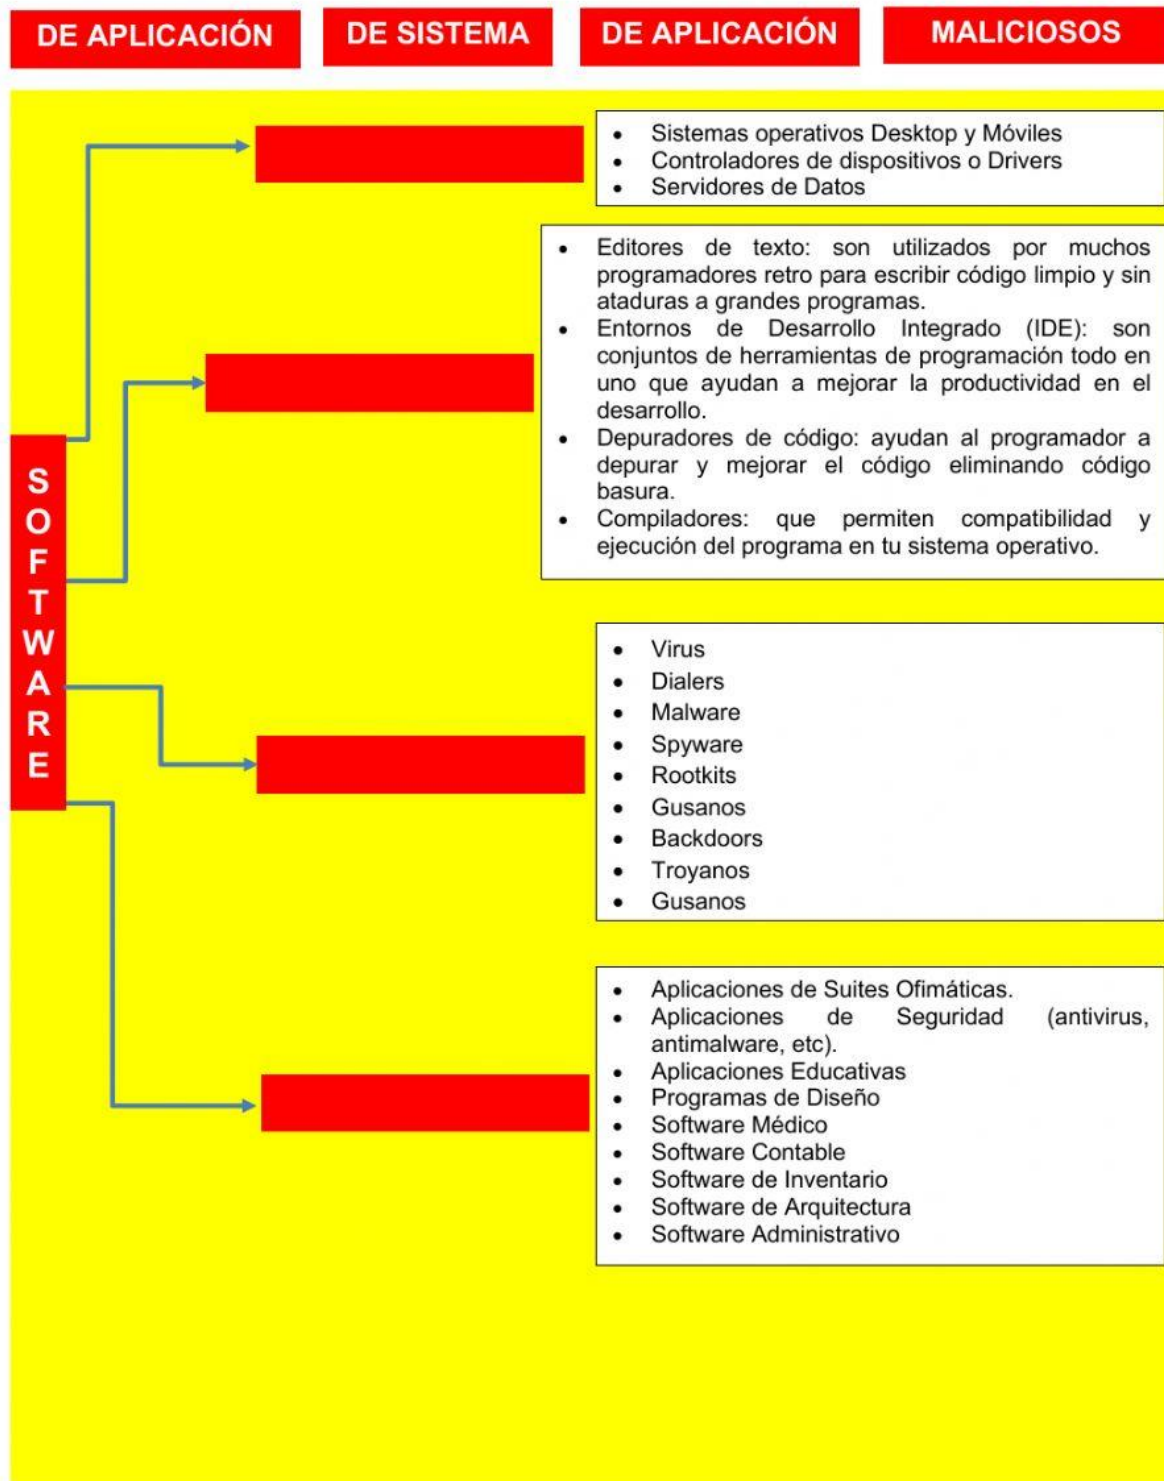 DE APLICACIÓN
DE SISTEMA
DE APLICACIÓN
MALICIOSOS
• Sistemas operativos Desktop y Móviles
• Controladores de dispositivos o Drivers
• Servidores de Datos
• Editores de texto: son utilizados por muchos
programadores retro para escribir código limpio y sin
ataduras a grandes programas.
• Entornos de Desarrollo Integrado (IDE): son
conjuntos de herramientas de programación todo en
uno que ayudan a mejorar la productividad en el
desarrollo.
• Depuradores de código: ayudan al programador a
depurar y mejorar el código eliminando código
basura.
• Compiladores: que permiten compatibilidad y
ejecución del programa en tu sistema operativo.
SOFTWARE
• Virus
• Dialers
• Malware
• Spyware
• Rootkits
• Gusanos
• Backdoors
• Troyanos
• Gusanos
• Aplicaciones de Suites Ofimáticas.
• Aplicaciones de Seguridad (antivirus,
antimalware, etc).
• Aplicaciones Educativas
• Programas de Diseño
• Software Médico
• Software Contable
• Software de Inventario
• Software de Arquitectura
• Software Administrativo